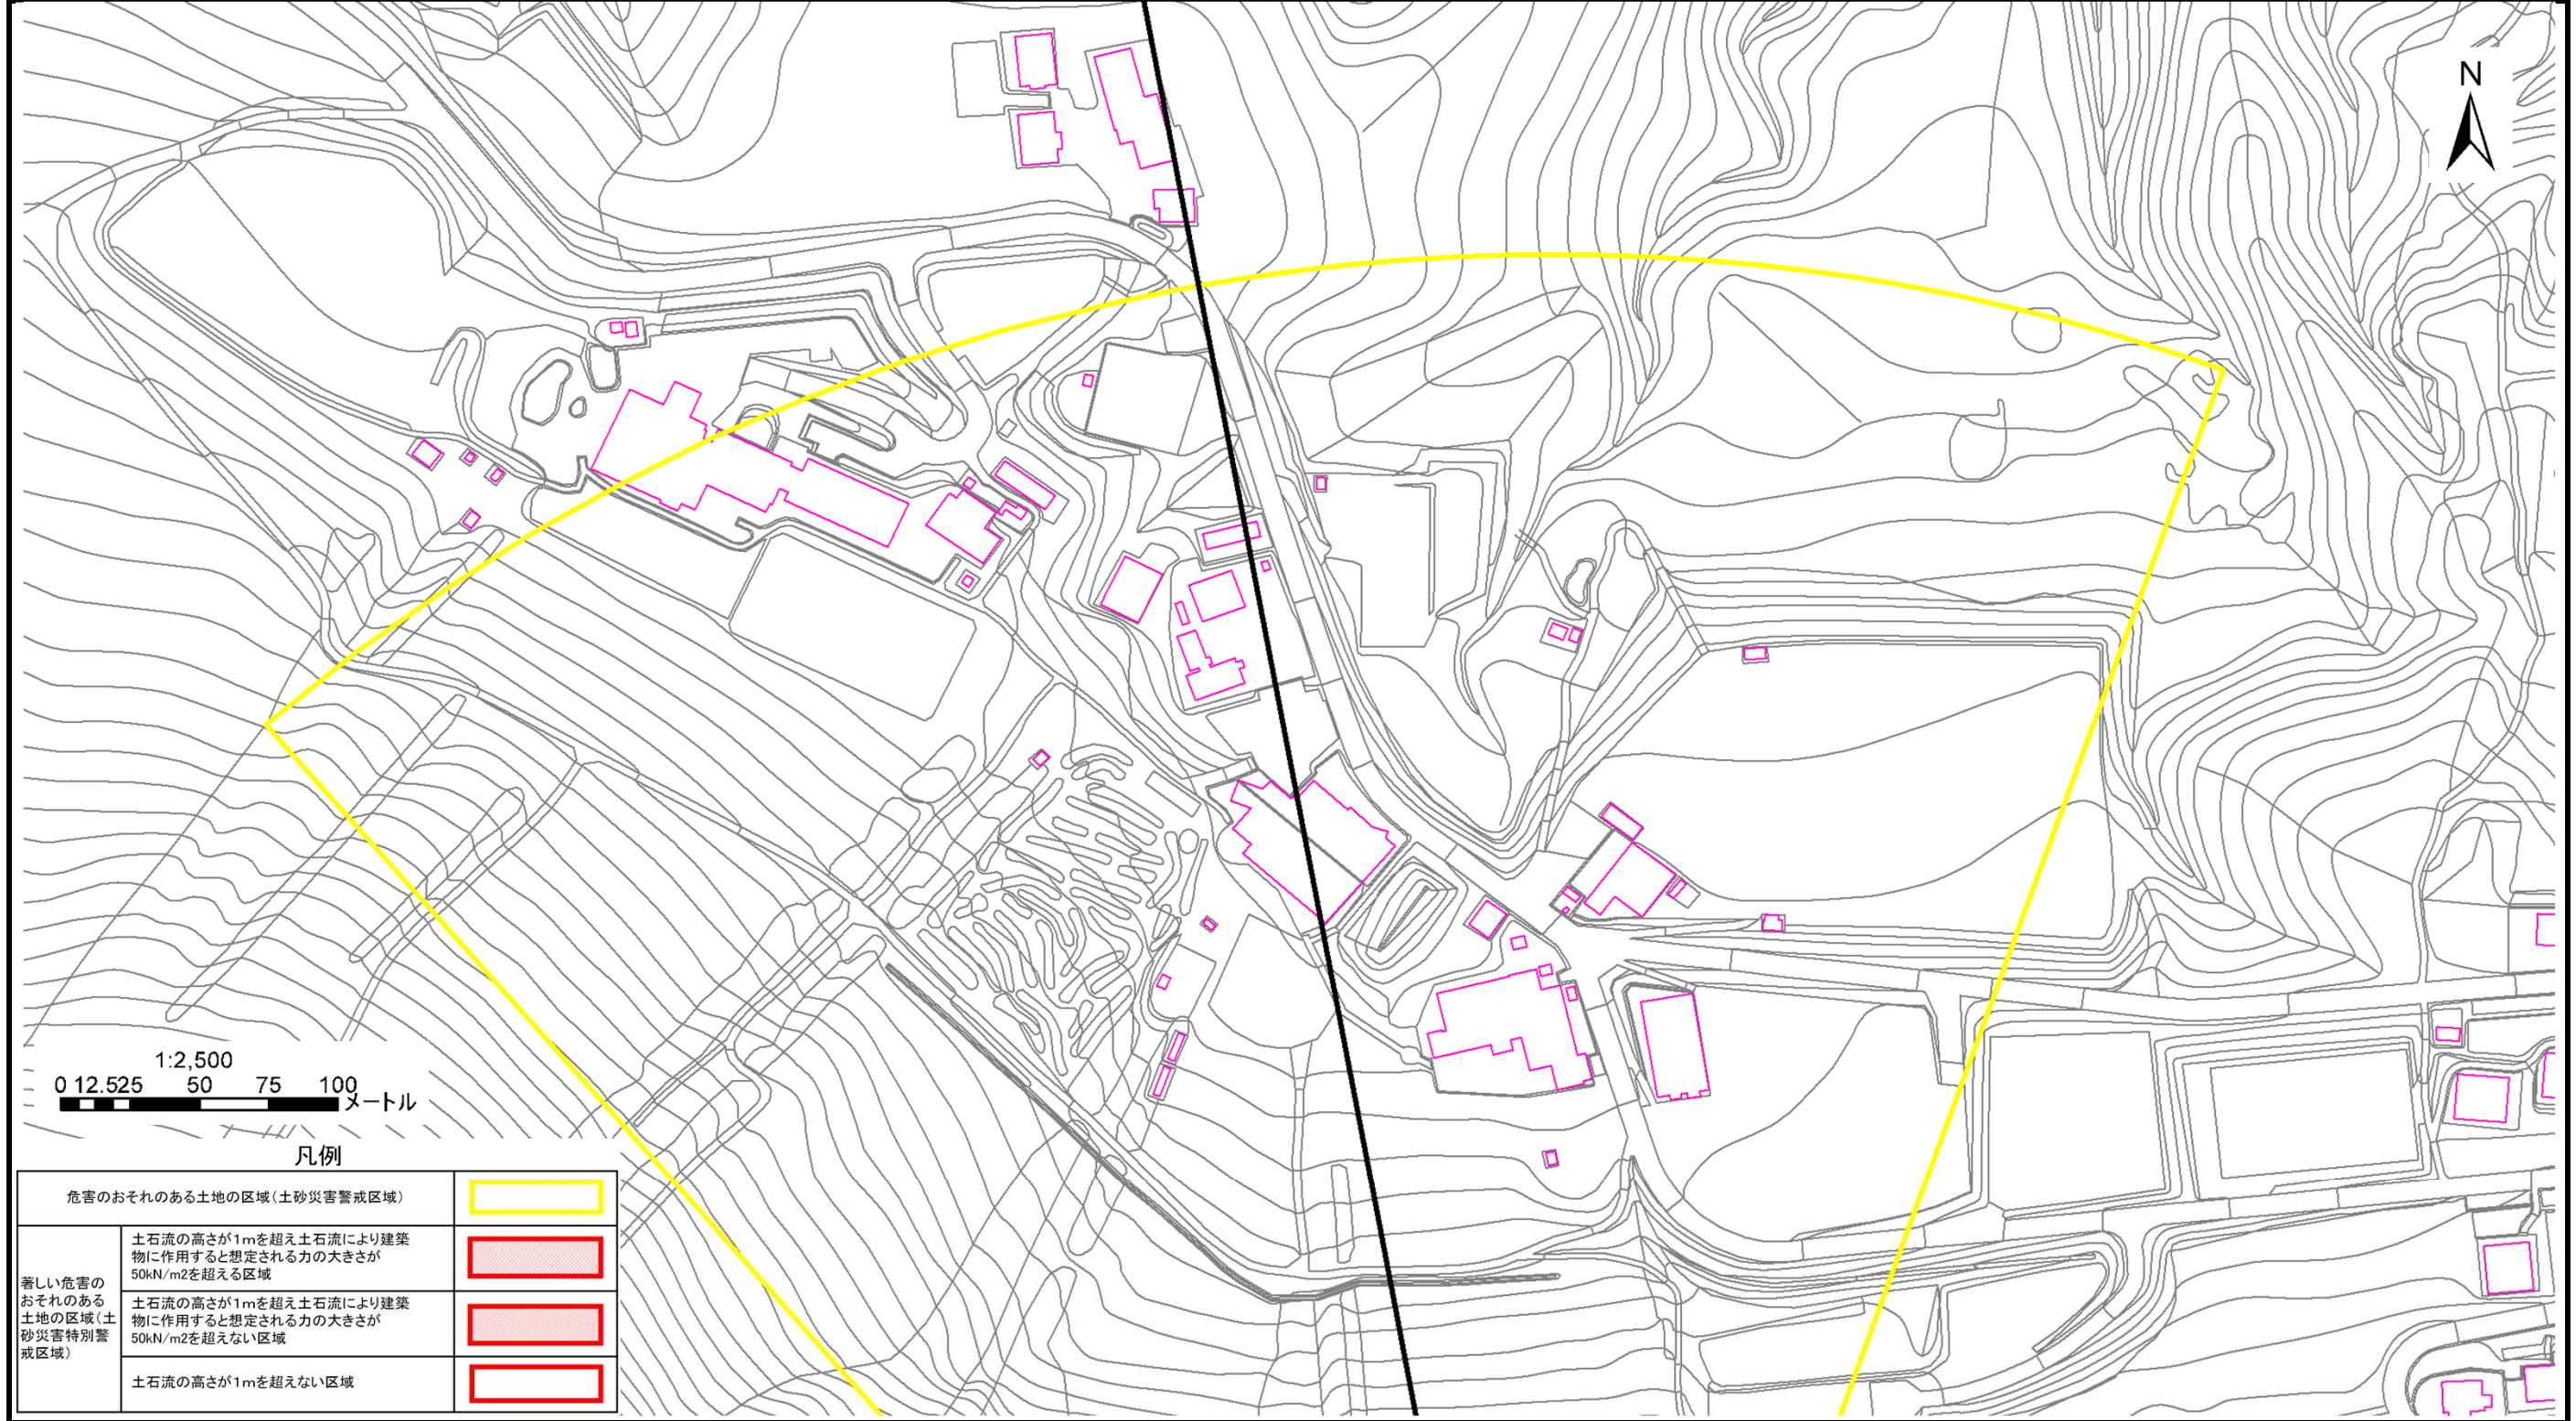 N
1:2,500
0 12.525 50 75 100
メートル
凡例
危害のおそれのある土地の区域(土砂災害警戒区域)
著しい危害の
おそれのある
土地の区域(土
砂災害特別警
戒区域)
土石流の高さが1mを超え土石流により建築
物に作用すると想定される力の大きさが
50kN/m2を超える区域
土石流の高さが1mを超え土石流により建築
物に作用すると想定される力の大きさが
50kN/m2を超えない区域
土石流の高さが1mを超えない区域